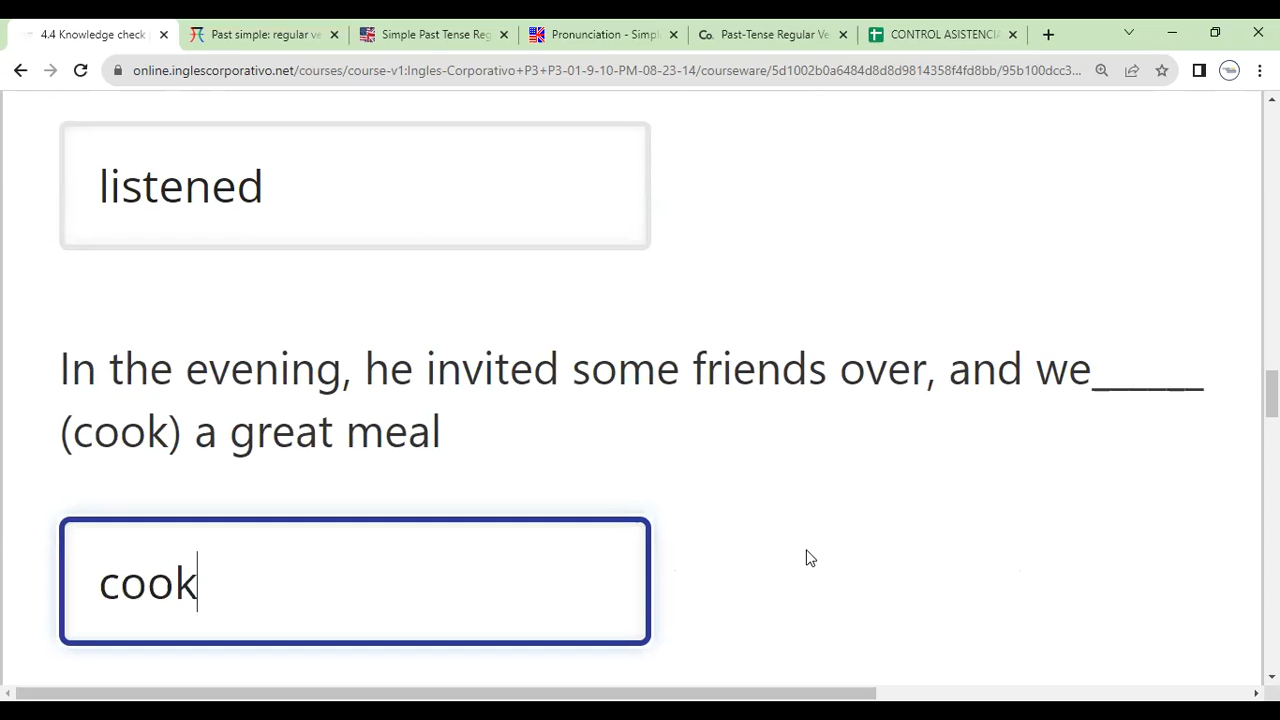 4.4 Knowledge check
Past simple: regular ve
Simple Past Tense Reg
Pronunciation - Simpl
Co. Past-Tense Regular Ve
CONTROL ASISTENCIA
online.inglescorporativo.net/courses/course-v1:Ingles-Corporativo+P3+P3-01-9-10-PM-08-23-14/courseware/5d1002b0a6484d8d8d9814358f4fd8bb/95b100dcc3...
listened
In the evening, he invited some friends over, and we______
(cook) a great meal
cook